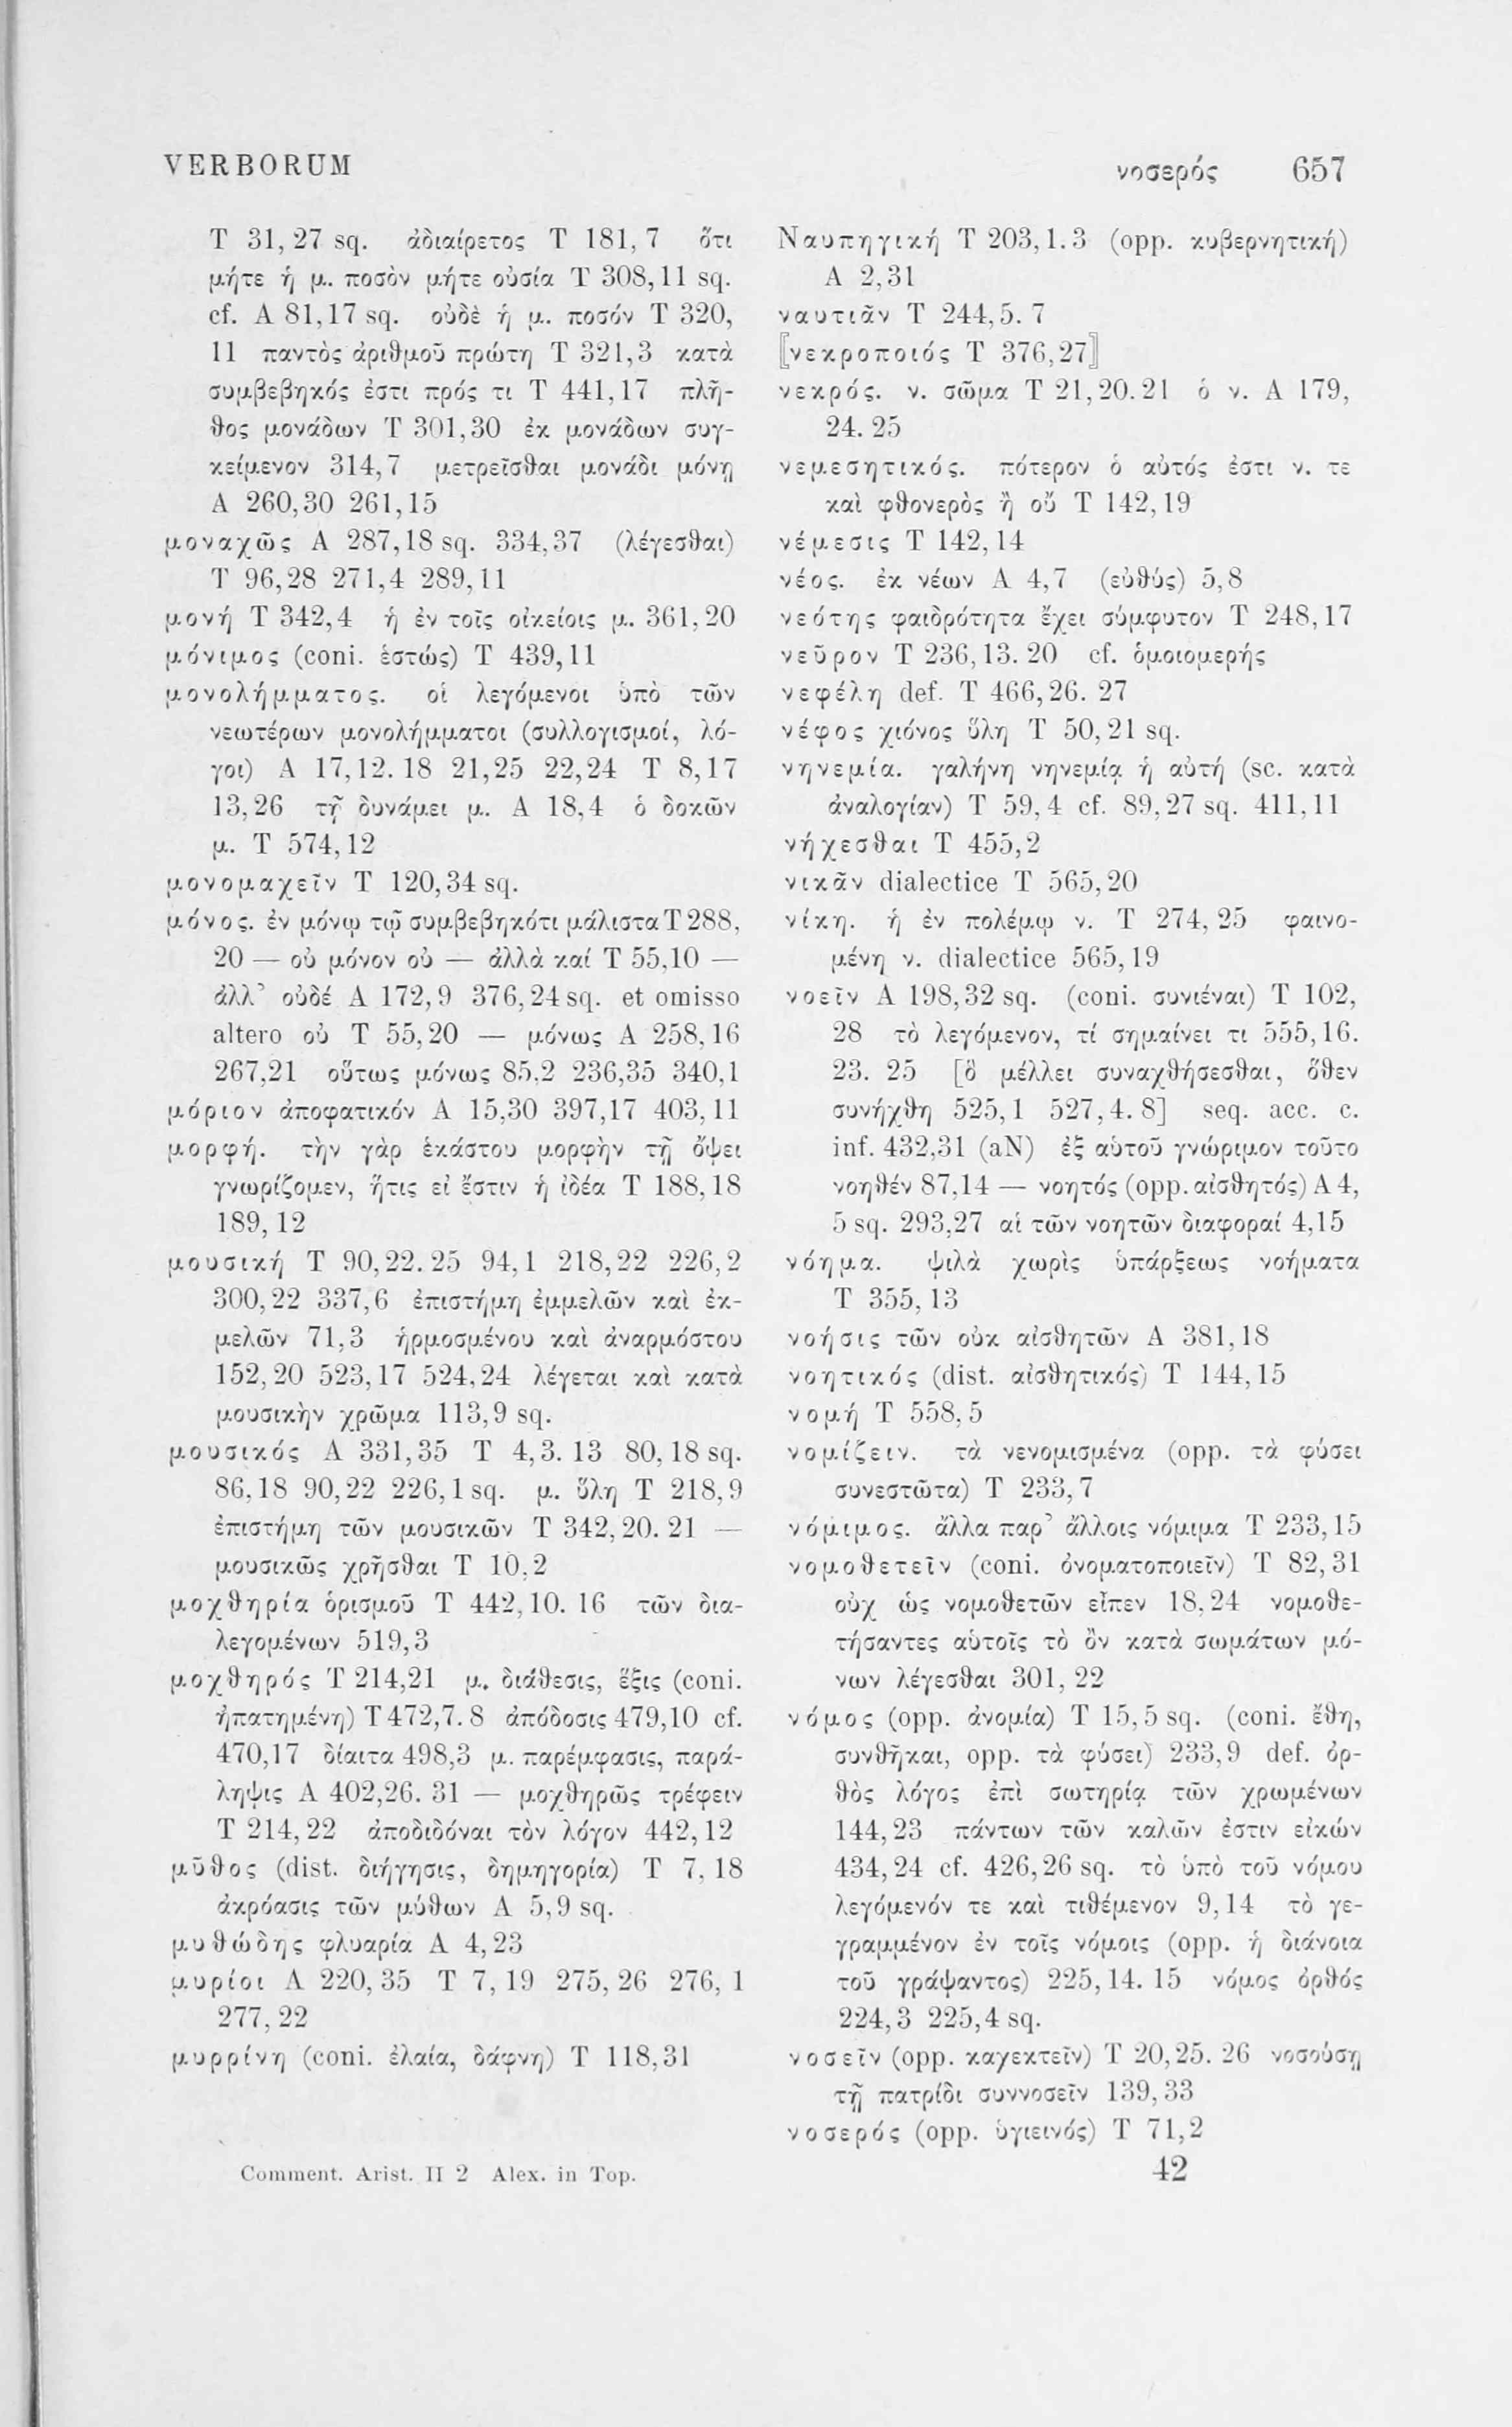 VERBORUM νοσερός 657
T 31, 27 sq. ἀδιαίρετος T 181, 7 ὅτι
μήτε ἡ μ. ποσὸν μήτε οὐσία T 308,11 sq.
cf. A 81,17 sq. οὐδὲ ἡ μ. ποσόν T 320,
11 παντὸς ἀριθμοῦ πρώτη T 321,3 κατὰ
συμβεβηκός ἐστι πρός τι T 441,17 πλῆ-
θος μονάδων T 301,30 ἐκ μονάδων συγ-
κείμενον 314,7 μετρεῖσθαι μονάδι μόνῃ
A 260,30 261,15
μοναχῶς A 287,18 sq. 334,37 (λέγεσθαι)
T 96,28 271,4 289,11
μονή T 342,4 ἡ ἐν τοῖς οἰκείοις μ. 361,20
μόνιμος (coni. ἑστώς) T 439,11
μονολήμματος. οἱ λεγόμενοι ὑπὸ τῶν
νεωτέρων μονολήμματοι (συλλογισμοί, λό-
γοι) A 17,12. 18 21,25 22,24 T 8,17
13,26 τῇ δυνάμει μ. A 18,4 ὁ δοκῶν
μ. T 574,12
μονομαχεῖν T 120,34 sq.
μόνος. ἐν μόνῳ τῷ συμβεβηκότι μάλιστα T 288,
20 — οὐ μόνον οὐ — ἀλλὰ καί T 55,10 —
ἀλλ’ οὐδέ A 172,9 376,24 sq. et omisso
altero οὐ T 55,20 — μόνως A 258,16
267,21 οὕτως μόνως 85,2 236,35 340,1
μόριον ἀποφατικόν A 15,30 397,17 403,11
μορφή. τὴν γὰρ ἑκάστου μορφὴν τῇ ὄψει
γνωρίζομεν, ἥτις εἰ ἔστιν ἡ ἰδέα T 188,18
189,12
μουσική T 90,22. 25 94,1 218,22 226,2
300,22 337,6 ἐπιστήμη ἐμμελῶν καὶ ἐκ-
μελῶν 71,3 ἡρμοσμένου καὶ ἀναρμόστου
152,20 523,17 524,24 λέγεται καὶ κατὰ
μουσικὴν χρῶμα 113,9 sq.
μουσικός A 331,35 T 4,3. 13 80,18 sq.
86,18 90,22 226,1 sq. μ. ὕλη T 218,9
ἐπιστήμη τῶν μουσικῶν T 342,20. 21 —
μουσικῶς χρῆσθαι T 10,2
μοχθηρία ὁρισμοῦ T 442,10. 16 τῶν δια-
λεγομένων 519,3
μοχθηρός T 214,21 μ. διάθεσις, ἕξις (coni.
ἠπατημένη) T 472,7. 8 ἀπόδοσις 479,10 cf.
470,17 δίαιτα 498,3 μ. παρέμφασις, παρά-
ληψις A 402,26. 31 — μοχθηρῶς τρέφειν
T 214,22 ἀποδιδόναι τὸν λόγον 442,12
μῦθος (dist. διήγησις, δημηγορία) T 7,18
ἀκρόασις τῶν μύθων A 5,9 sq.
μυθώδης φλυαρία A 4,23
μυρίοι A 220,35 T 7,19 275,26 276,1
277,22
μυρρίνη (coni. ἐλαία, δάφνη) T 118,31
Comment. Arist. II 2 Alex. in Top.
Ναυπηγική T 203,1. 3 (opp. κυβερνητική)
A 2,31
ναυτιᾶν T 244,5. 7
⟦νεκροποιός T 376,27⟧
νεκρός. ν. σῶμα T 21,20. 21 ὁ ν. A 179,
24. 25
νεμεσητικός. πότερον ὁ αὐτός ἐστι ν. τε
καὶ φθονερὸς ἢ οὔ T 142,19
νέμεσις T 142,14
νέος. ἐκ νέων A 4,7 (εὐθύς) 5,8
νεότης φαιδρότητα ἔχει σύμφυτον T 248,17
νεῦρον T 236,13. 20 cf. ὁμοιομερής
νεφέλη def. T 466,26. 27
νέφος χιόνος ὕλη T 50,21 sq.
νηνεμία. γαλήνη νηνεμίᾳ ἡ αὐτή (sc. κατὰ
ἀναλογίαν) T 59,4 cf. 89,27 sq. 411,11
νήχεσθαι T 455,2
νικᾶν dialectice T 565,20
νίκη. ἡ ἐν πολέμῳ ν. T 274,25 φαινο-
μένη ν. dialectice 565,19
νοεῖν A 198,32 sq. (coni. συνιέναι) T 102,
28 τὸ λεγόμενον, τί σημαίνει τι 555,16.
23. 25 [ὃ μέλλει συναχθήσεσθαι, ὅθεν
συνήχθη 525,1 527,4. 8] seq. acc. c.
inf. 432,31 (aN) ἐξ αὑτοῦ γνώριμον τοῦτο
νοηθέν 87,14 — νοητός (opp. αἰσθητός) A 4,
5 sq. 293,27 αἱ τῶν νοητῶν διαφοραί 4,15
νόημα. ψιλὰ χωρὶς ὑπάρξεως νοήματα
T 355,13
νοήσις τῶν οὐκ αἰσθητῶν A 381,18
νοητικός (dist. αἰσθητικός) T 144,15
νομή T 558,5
νομίζειν. τὰ νενομισμένα (opp. τὰ φύσει
συνεστῶτα) T 233,7
νόμιμος. ἄλλα παρ’ ἄλλοις νόμιμα T 233,15
νομοθετεῖν (coni. ὀνοματοποιεῖν) T 82,31
οὐχ ὡς νομοθετῶν εἶπεν 18,24 νομοθε-
τήσαντες αὑτοῖς τὸ ὂν κατὰ σωμάτων μό-
νων λέγεσθαι 301, 22
νόμος (opp. ἀνομία) T 15,5 sq. (coni. ἔθη,
συνθῆκαι, opp. τὰ φύσει) 233,9 def. ὀρ-
θὸς λόγος ἐπὶ σωτηρίᾳ τῶν χρωμένων
144,23 πάντων τῶν καλῶν ἐστιν εἰκών
434,24 cf. 426,26 sq. τὸ ὑπὸ τοῦ νόμου
λεγόμενόν τε καὶ τιθέμενον 9,14 τὸ γε-
γραμμένον ἐν τοῖς νόμοις (opp. ἡ διάνοια
τοῦ γράψαντος) 225,14. 15 νόμος ὀρθός
224,3 225,4 sq.
νοσεῖν (opp. καχεκτεῖν) T 20,25. 26 νοσούσῃ
τῇ πατρίδι συννοσεῖν 139,33
νοσερός (opp. ὑγιεινός) T 71,2
42